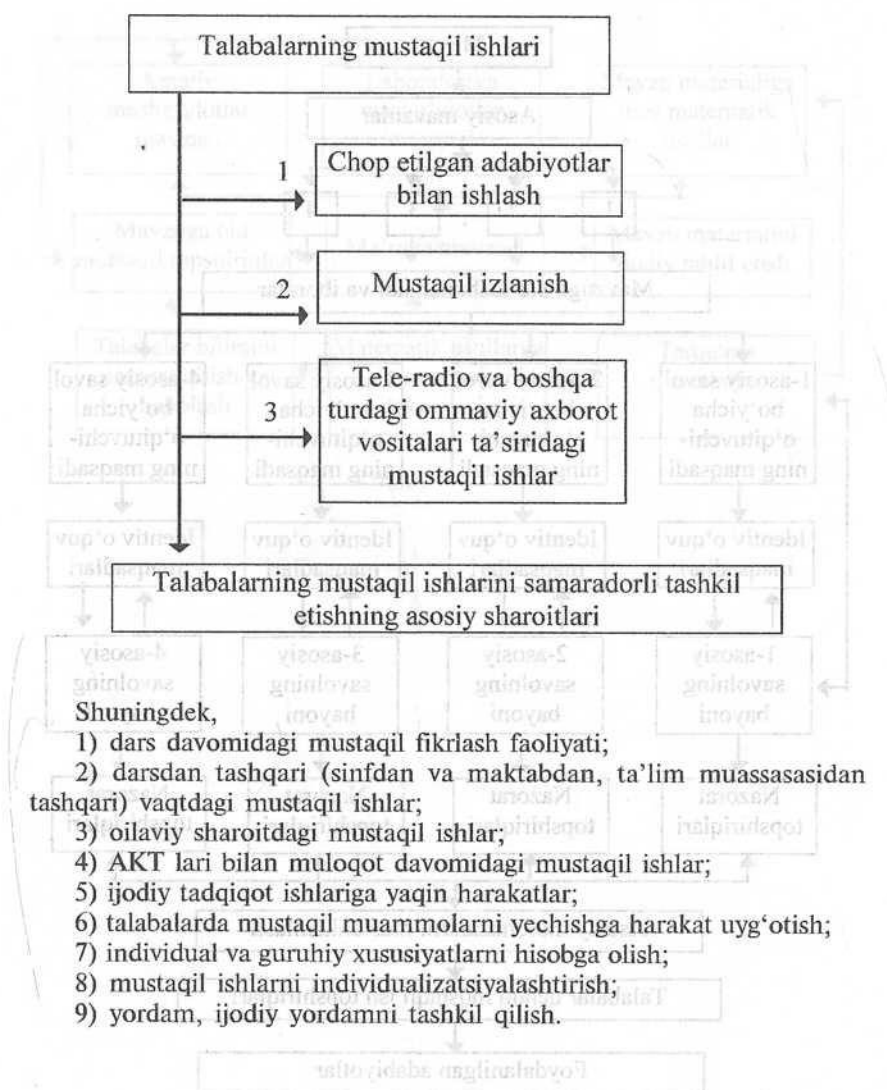 Talabalarning mustaqil ishlari
1
Chop etilgan adabiyotlar
bilan ishlash
2
Mustaqil izlanish
3
Tele-radio va boshqa
turdagi ommaviy axborot
vositalari ta'siridagi
mustaqil ishlar
Talabalarning mustaqil ishlarini samaradorli tashkil
etishning asosiy sharoitlari
Shuningdek,
1) dars davomidagi mustaqil fikrlash faoliyati;
2) darsdan tashqari (sinfdan va maktabdan, ta'lim muassasasidan
tashqari) vaqtdagi mustaqil ishlar;
3) oilaviy sharoitdagi mustaqil ishlar;
4) AKT lari bilan muloqot davomidagi mustaqil ishlar;
5) ijodiy tadqiqot ishlariga yaqin harakatlar;
6) talabalarda mustaqil muammolarni yechishga harakat uyg‘otish;
7) individual va guruhiy xususiyatlarni hisobga olish;
8) mustaqil ishlarni individualizatsiyalashtirish;
9) yordam, ijodiy yordamni tashkil qilish.